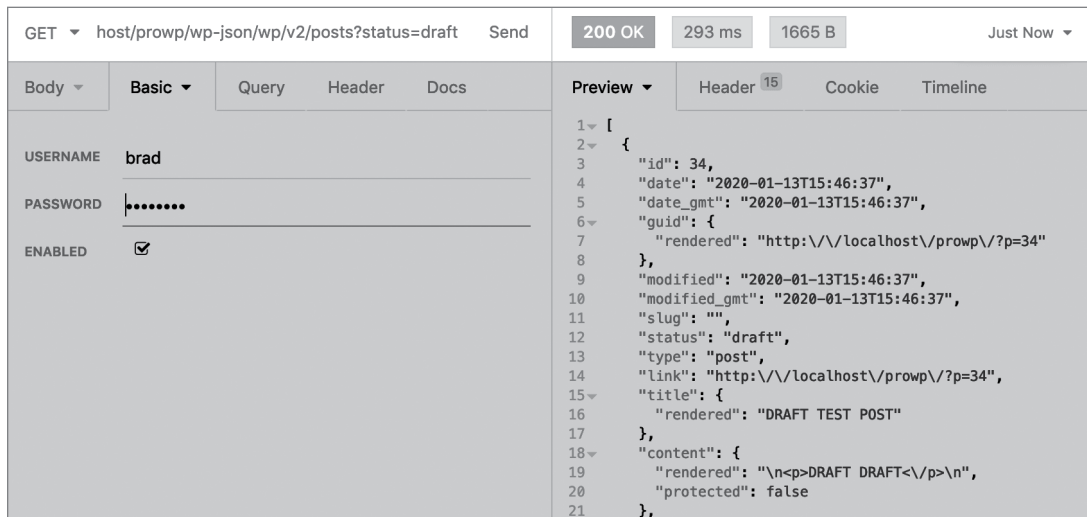 GET host/prowp/wp-json/wp/v2/posts?status=draft Send
Body Basic Query Header Docs
USERNAME brad
PASSWORD ••••••••
ENABLED
200 OK 293 ms 1665 B Just Now
Preview Header 15 Cookie Timeline
1 [
2 {
3 "id": 34,
4 "date": "2020-01-13T15:46:37",
5 "date_gmt": "2020-01-13T15:46:37",
6 "guid": {
7 "rendered": "http:\/\/localhost\/prowp\/?p=34"
8 },
9 "modified": "2020-01-13T15:46:37",
10 "modified_gmt": "2020-01-13T15:46:37",
11 "slug": "",
12 "status": "draft",
13 "type": "post",
14 "link": "http:\/\/localhost\/prowp\/?p=34",
15 "title": {
16 "rendered": "DRAFT TEST POST"
17 },
18 "content": {
19 "rendered": "\n<p>DRAFT DRAFT<\/p>\n",
20 "protected": false
21 },